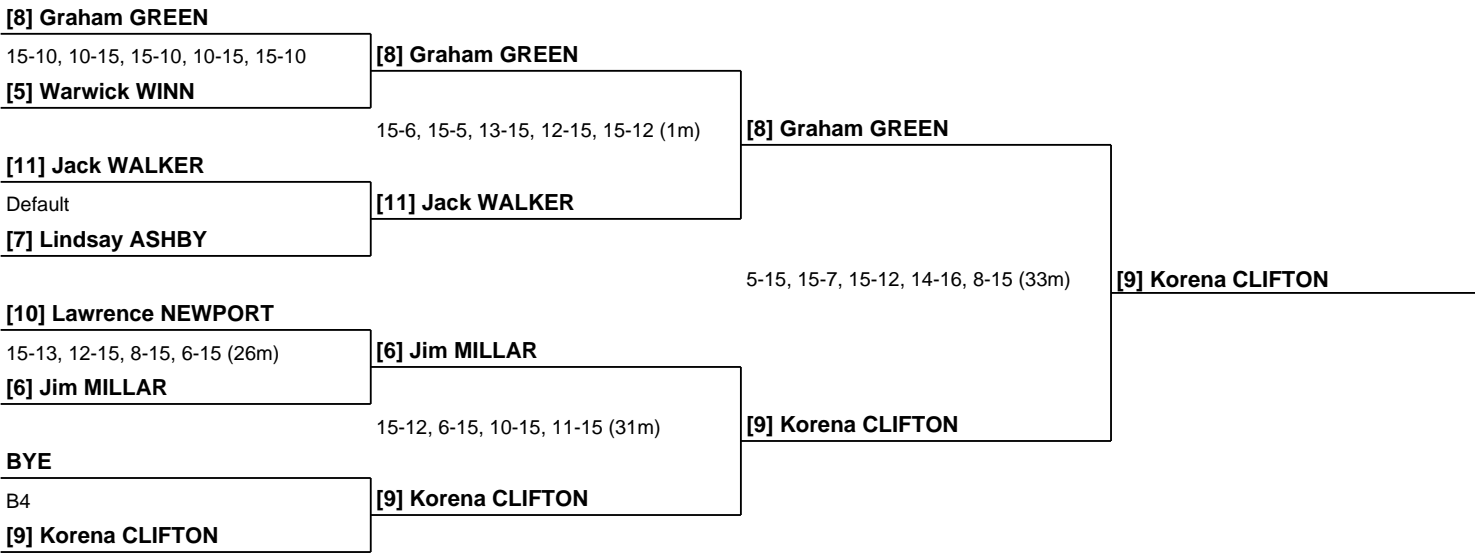 [8] Graham GREEN
15-10, 10-15, 15-10, 10-15, 15-10
[5] Warwick WINN
[8] Graham GREEN
15-6, 15-5, 13-15, 12-15, 15-12 (1m)
[11] Jack WALKER
Default
[7] Lindsay ASHBY
[11] Jack WALKER
[8] Graham GREEN
5-15, 15-7, 15-12, 14-16, 8-15 (33m)
[9] Korena CLIFTON
[10] Lawrence NEWPORT
15-13, 12-15, 8-15, 6-15 (26m)
[6] Jim MILLAR
[6] Jim MILLAR
15-12, 6-15, 10-15, 11-15 (31m)
[9] Korena CLIFTON
BYE
B4
[9] Korena CLIFTON
[9] Korena CLIFTON